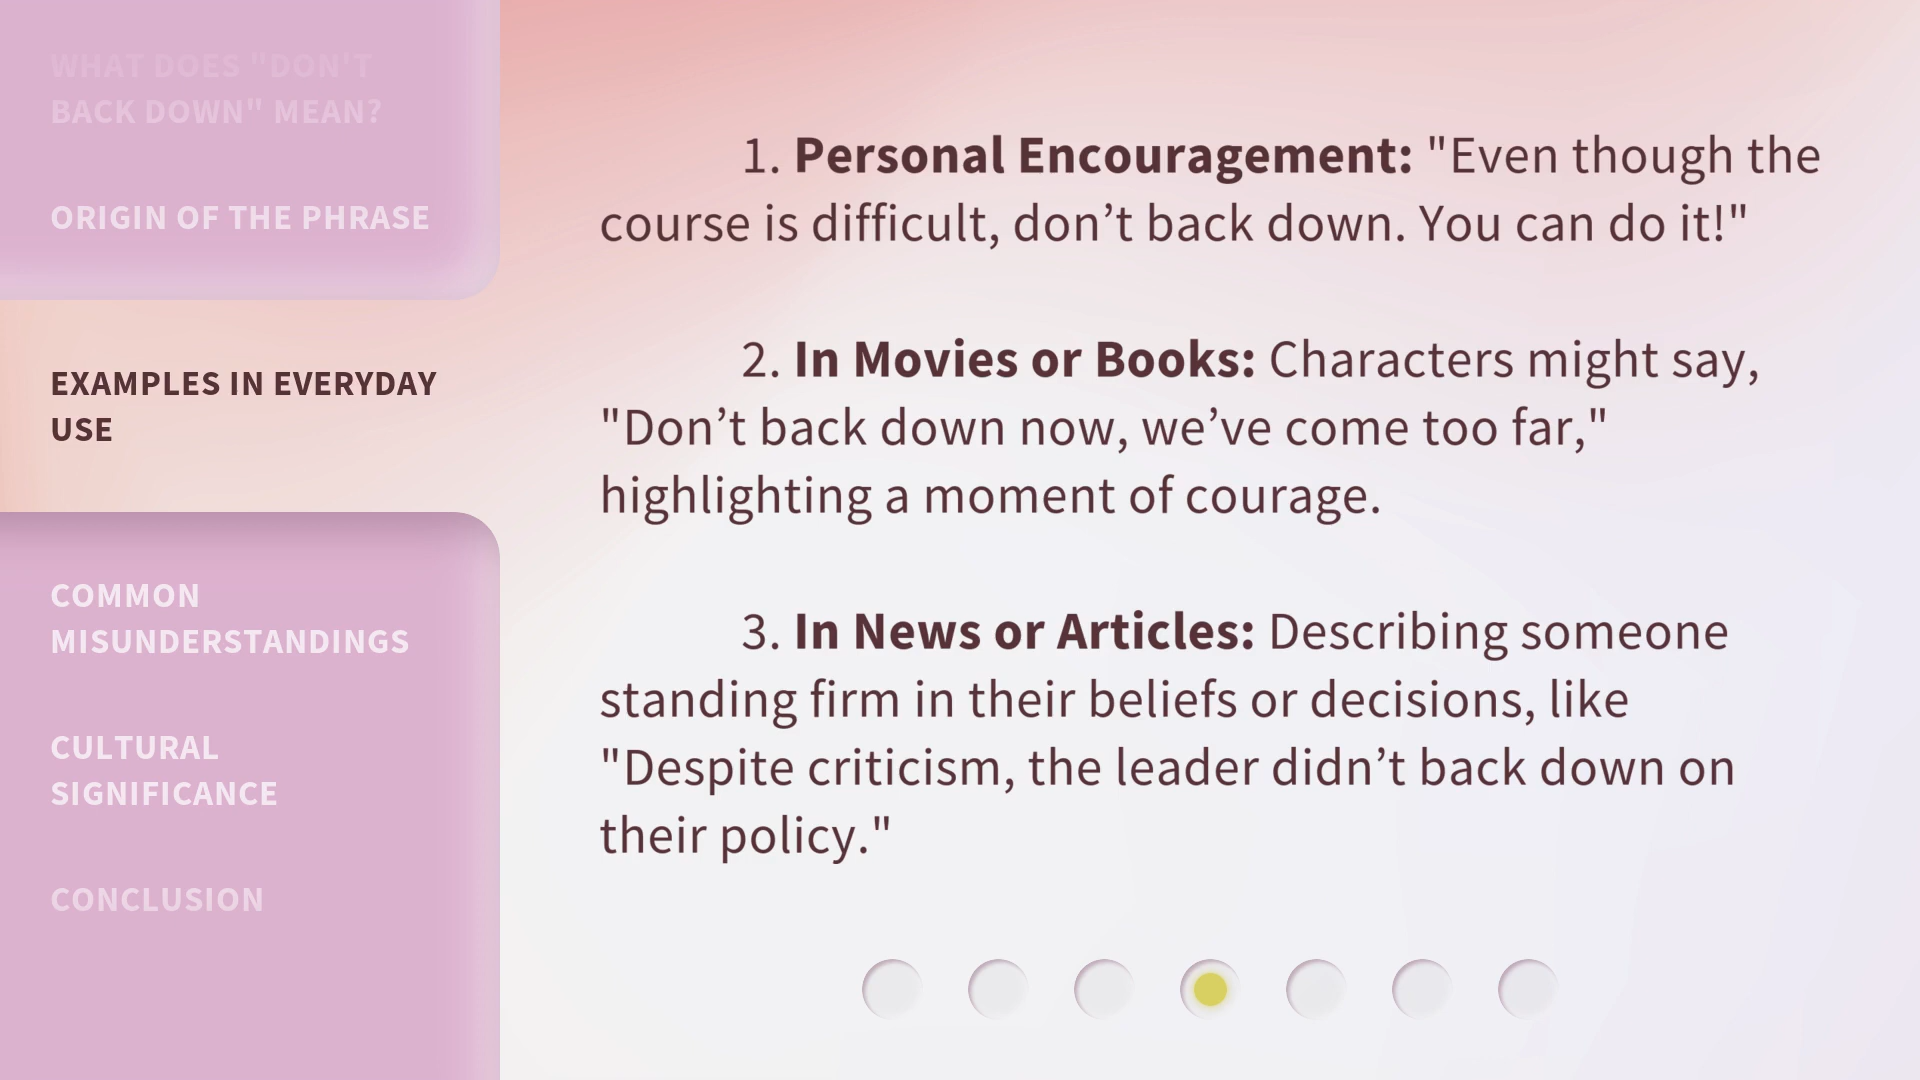 WHAT DOES "DON'T
BACK DOWN" MEAN?
ORIGIN OF THE PHRASE
EXAMPLES IN EVERYDAY
USE
COMMON
MISUNDERSTANDINGS
CULTURAL
SIGNIFICANCE
CONCLUSION
1. Personal Encouragement: "Even though the
course is difficult, don’t back down. You can do it!"
2. In Movies or Books: Characters might say,
"Don’t back down now, we’ve come too far,"
highlighting a moment of courage.
3. In News or Articles: Describing someone
standing firm in their beliefs or decisions, like
"Despite criticism, the leader didn’t back down on
their policy."